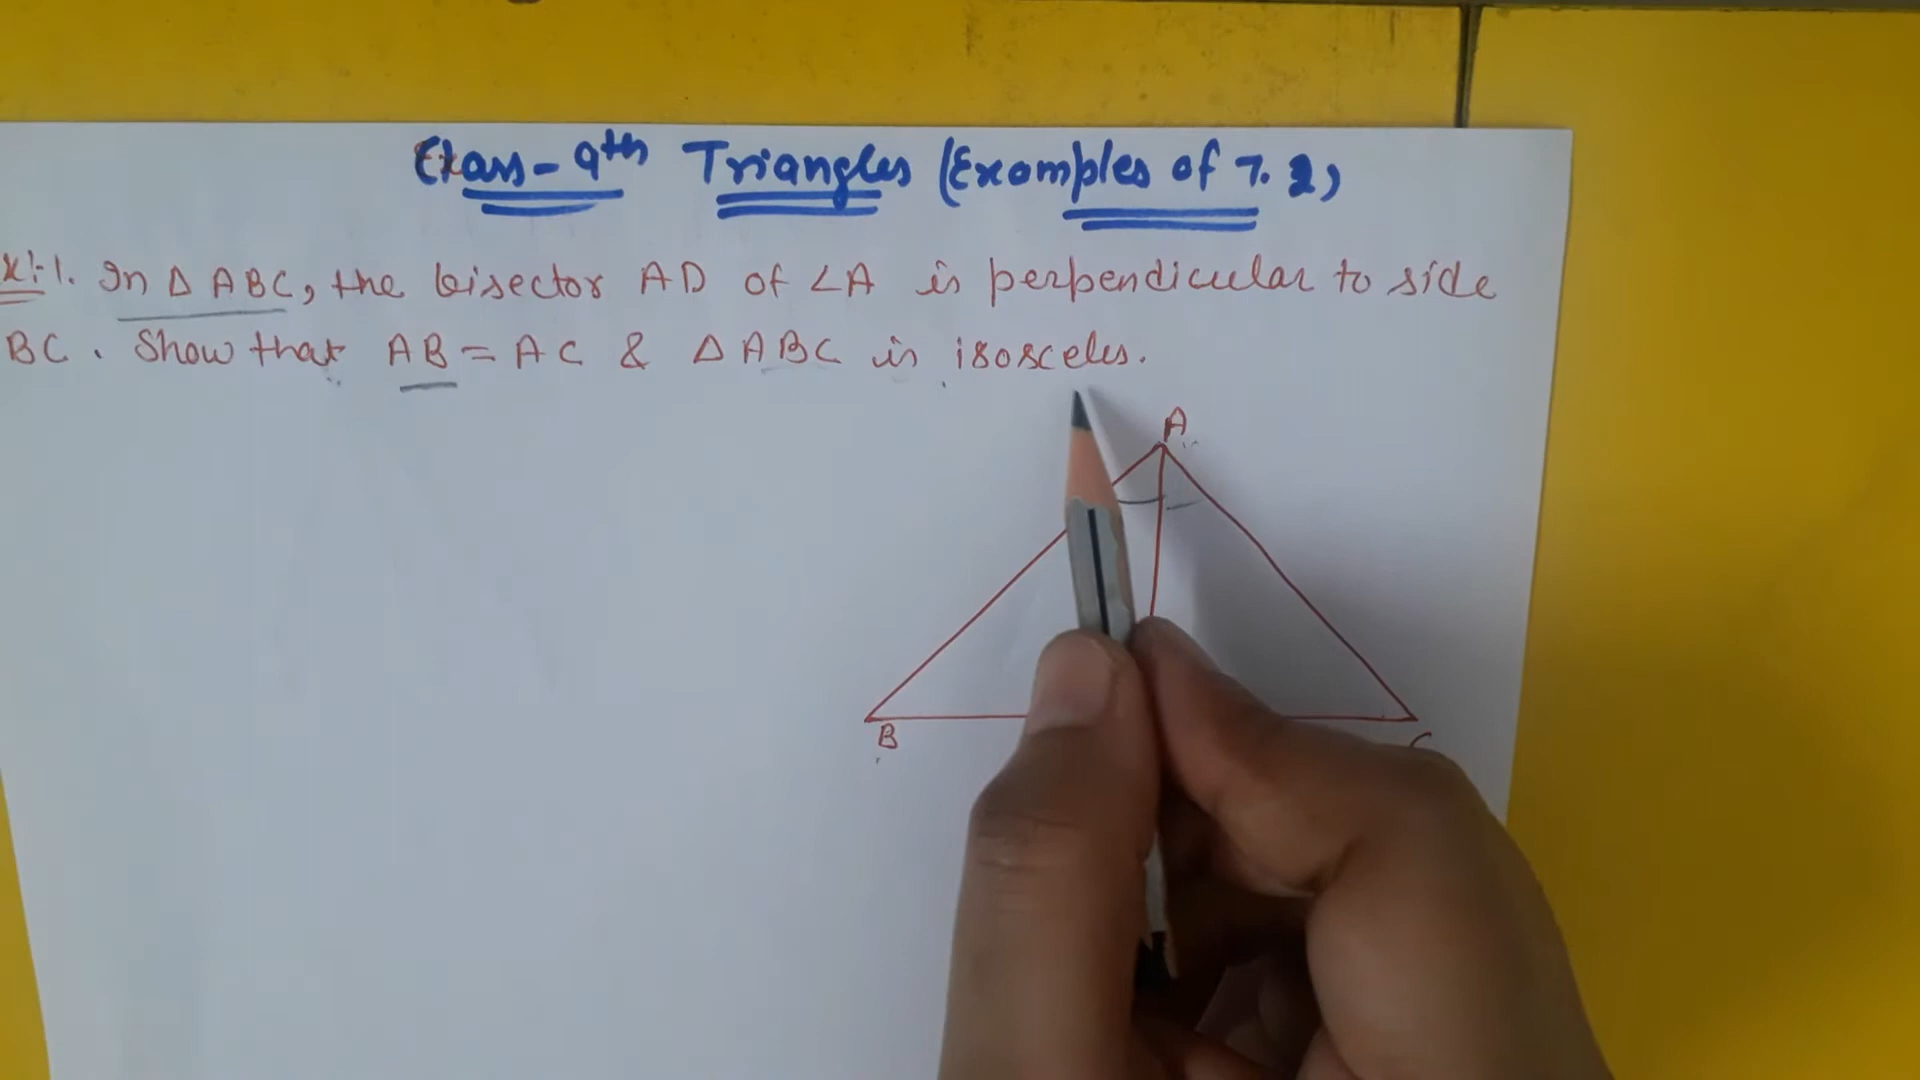 Class-9th Triangles (Examples of 7.2)
Ex:-1. In Δ ABC, the bisector AD of ∠A is perpendicular to side
BC. Show that AB = AC & Δ ABC is isosceles.
A
B
C